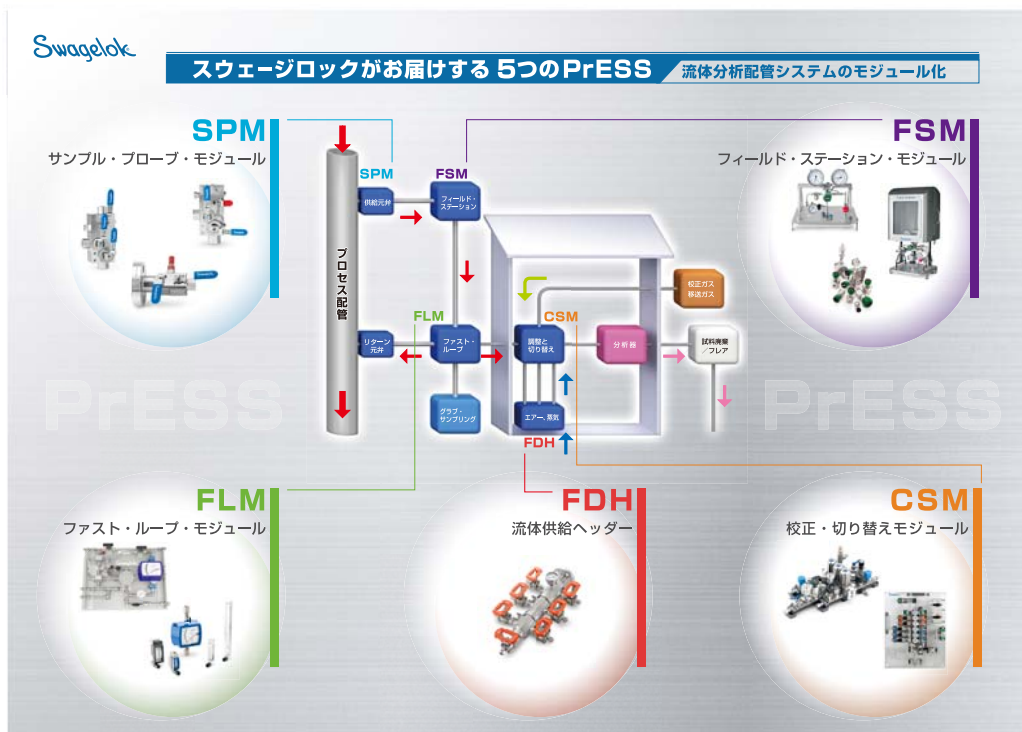 Swagelok
スウェージロックがお届けする 5つのPrESS
流体分析配管システムのモジュール化
SPM
サンプル・プローブ・モジュール
FSM
フィールド・ステーション・モジュール
SPM
FSM
供給元弁
フィールド・
ステーション
プロセス配管
校正ガス
移送ガス
FLM
CSM
リターン
元弁
ファスト・
ループ
調整と
切り替え
分析器
試料廃棄
／フレア
グラブ・
サンプリング
エアー、蒸気
FDH
PrESS
PrESS
FLM
ファスト・ループ・モジュール
FDH
流体供給ヘッダー
CSM
校正・切り替えモジュール